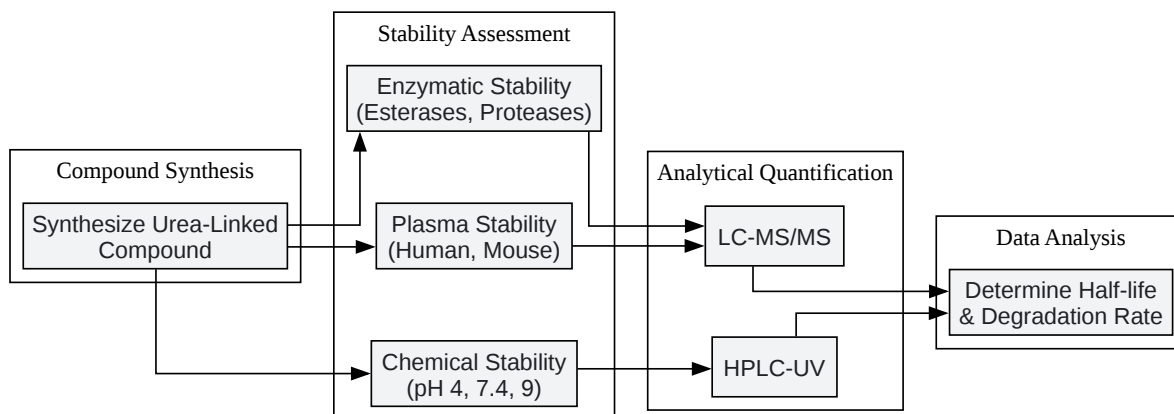 Compound Synthesis
Synthesize Urea-Linked
Compound
Stability Assessment
Enzymatic Stability
(Esterases, Proteases)
Plasma Stability
(Human, Mouse)
Chemical Stability
(pH 4, 7.4, 9)
Analytical Quantification
LC-MS/MS
HPLC-UV
Data Analysis
Determine Half-life
& Degradation Rate